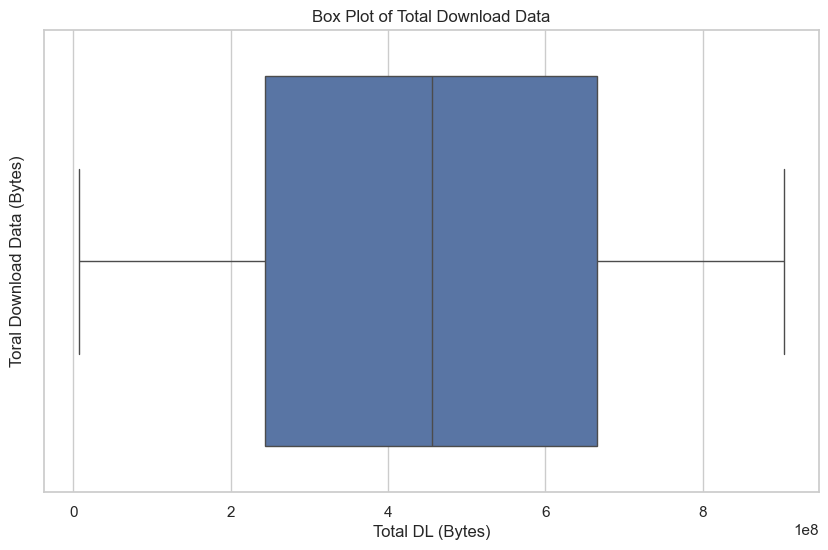 Box Plot of Total Download Data
Toral Download Data (Bytes)
0 2 4 6 8
1e8
Total DL (Bytes)